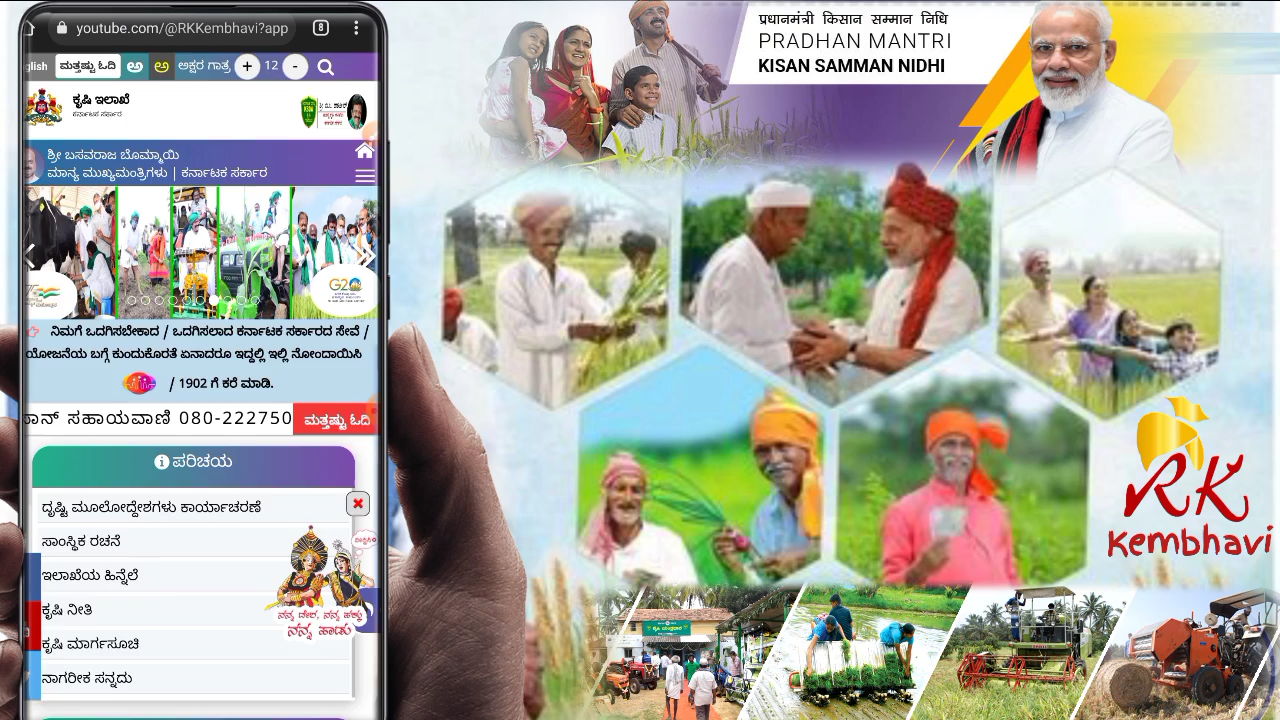 youtube.com/@RKKembhavi?app
8
glish ಮತ್ತಷ್ಟು ಓದಿ ಅ ಅ ಅಕ್ಷರ ಗಾತ್ರ + 12 -
ಕೃಷಿ ಇಲಾಖೆ
ಕರ್ನಾಟಕ ಸರ್ಕಾರ
ಶ್ರೀ ಬಸವರಾಜ ಬೊಮ್ಮಾಯಿ
ಮಾನ್ಯ ಮುಖ್ಯಮಂತ್ರಿಗಳು | ಕರ್ನಾಟಕ ಸರ್ಕಾರ
G20
ನಿಮಗೆ ಒದಗಿಸಬೇಕಾದ / ಒದಗಿಸಲಾದ ಕರ್ನಾಟಕ ಸರ್ಕಾರದ ಸೇವೆ /
ಯೋಜನೆಯ ಬಗ್ಗೆ ಕುಂದುಕೊರತೆ ಏನಾದರೂ ಇದ್ದಲ್ಲಿ ಇಲ್ಲಿ ನೋಂದಾಯಿಸಿ
/ 1902 ಗೆ ಕರೆ ಮಾಡಿ.
ಸಹಾಯವಾಣಿ 080-222750 ಮತ್ತಷ್ಟು ಓದಿ
ಪರಿಚಯ
ದೃಷ್ಟಿ ಮೂಲೋದ್ದೇಶಗಳು ಕಾರ್ಯಾಚರಣೆ
ಸಾಂಸ್ಥಿಕ ರಚನೆ
ಇಲಾಖೆಯ ಹಿನ್ನೆಲೆ
ಕೃಷಿ ನೀತಿ
ಕೃಷಿ ಮಾರ್ಗಸೂಚಿ
ನಾಗರೀಕ ಸನ್ನದು
ನನ್ನ ದೇಶ, ನನ್ನ ಹಕ್ಕು
ನನ್ನ ಹಾಡು
प्रधानमंत्री किसान सम्मान निधि
PRADHAN MANTRI
KISAN SAMMAN NIDHI
RK
Kembhavi